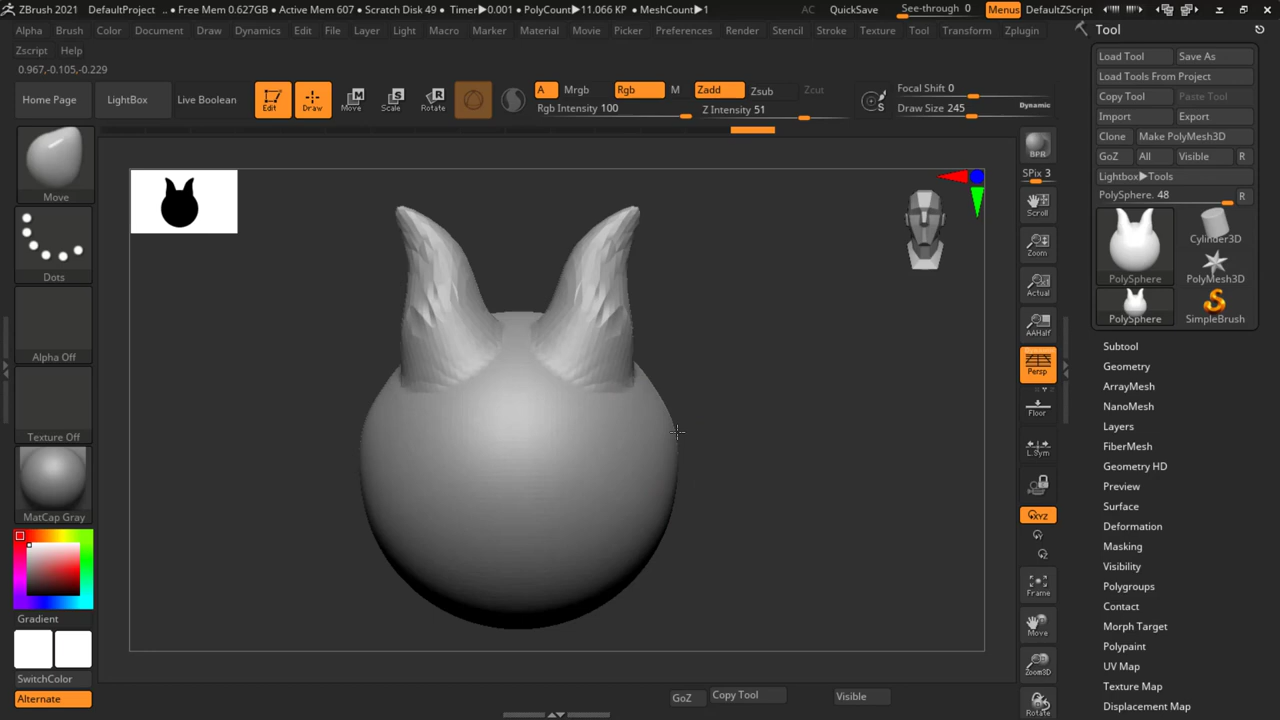 ZBrush 2021 DefaultProject .. • Free Mem 0.627GB • Active Mem 627 • Scratch Disk 49 • Timer▶0.001 • PolyCount▶11.066 KP • MeshCount▶1 AC QuickSave See-through 0 Menus DefaultZScript
Alpha Brush Color Document Draw Dynamics Edit File Layer Light Macro Marker Material Movie Picker Preferences Render Stencil Stroke Texture Tool Transform Zplugin
Zscript Help
0.967,-0.105,-0.229
Home Page LightBox Live Boolean Edit Draw Move Scale Rotate
A Mrgb Rgb M Zadd Zsub Zcut
Rgb Intensity 100 Z Intensity 51
S Focal Shift 0
Draw Size 245 Dynamic
Move
Dots
Alpha Off
Texture Off
MatCap Gray
Gradient
SwitchColor
Alternate
BPR
SPix 3
Scroll
Zoom
Actual
AAHalf
Persp
Floor
L.Sym
XYZ
Y
Z
Frame
Move
Zoom3D
Rotate
GoZ Copy Tool Visible
Tool
Load Tool Save As
Load Tools From Project
Copy Tool Paste Tool
Import Export
Clone Make PolyMesh3D
GoZ All Visible R
Lightbox▶Tools
PolySphere. 48 R
PolySphere Cylinder3D
PolyMesh3D
PolySphere SimpleBrush
Subtool
Geometry
ArrayMesh
NanoMesh
Layers
FiberMesh
Geometry HD
Preview
Surface
Deformation
Masking
Visibility
Polygroups
Contact
Morph Target
Polypaint
UV Map
Texture Map
Displacement Map